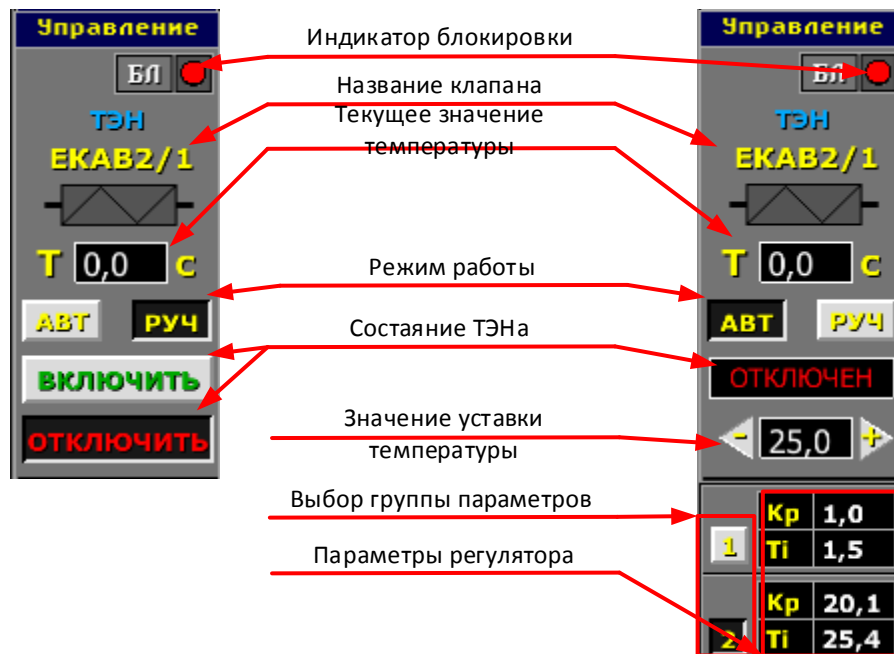 Управление
БЛ
ТЭН
ЕКАВ2/1
Т 0,0 С
АВТ РУЧ
ВКЛЮЧИТЬ
ОТКЛЮЧИТЬ
Индикатор блокировки
Название клапана
Текущее значение
температуры
Режим работы
Состаяние ТЭНа
Значение уставки
температуры
Выбор группы параметров
Параметры регулятора
Управление
БЛ
ТЭН
ЕКАВ2/1
Т 0,0 С
АВТ РУЧ
ОТКЛЮЧЕН
- 25,0 +
1
Kp 1,0
Ti 1,5
2
Kp 20,1
Ti 25,4